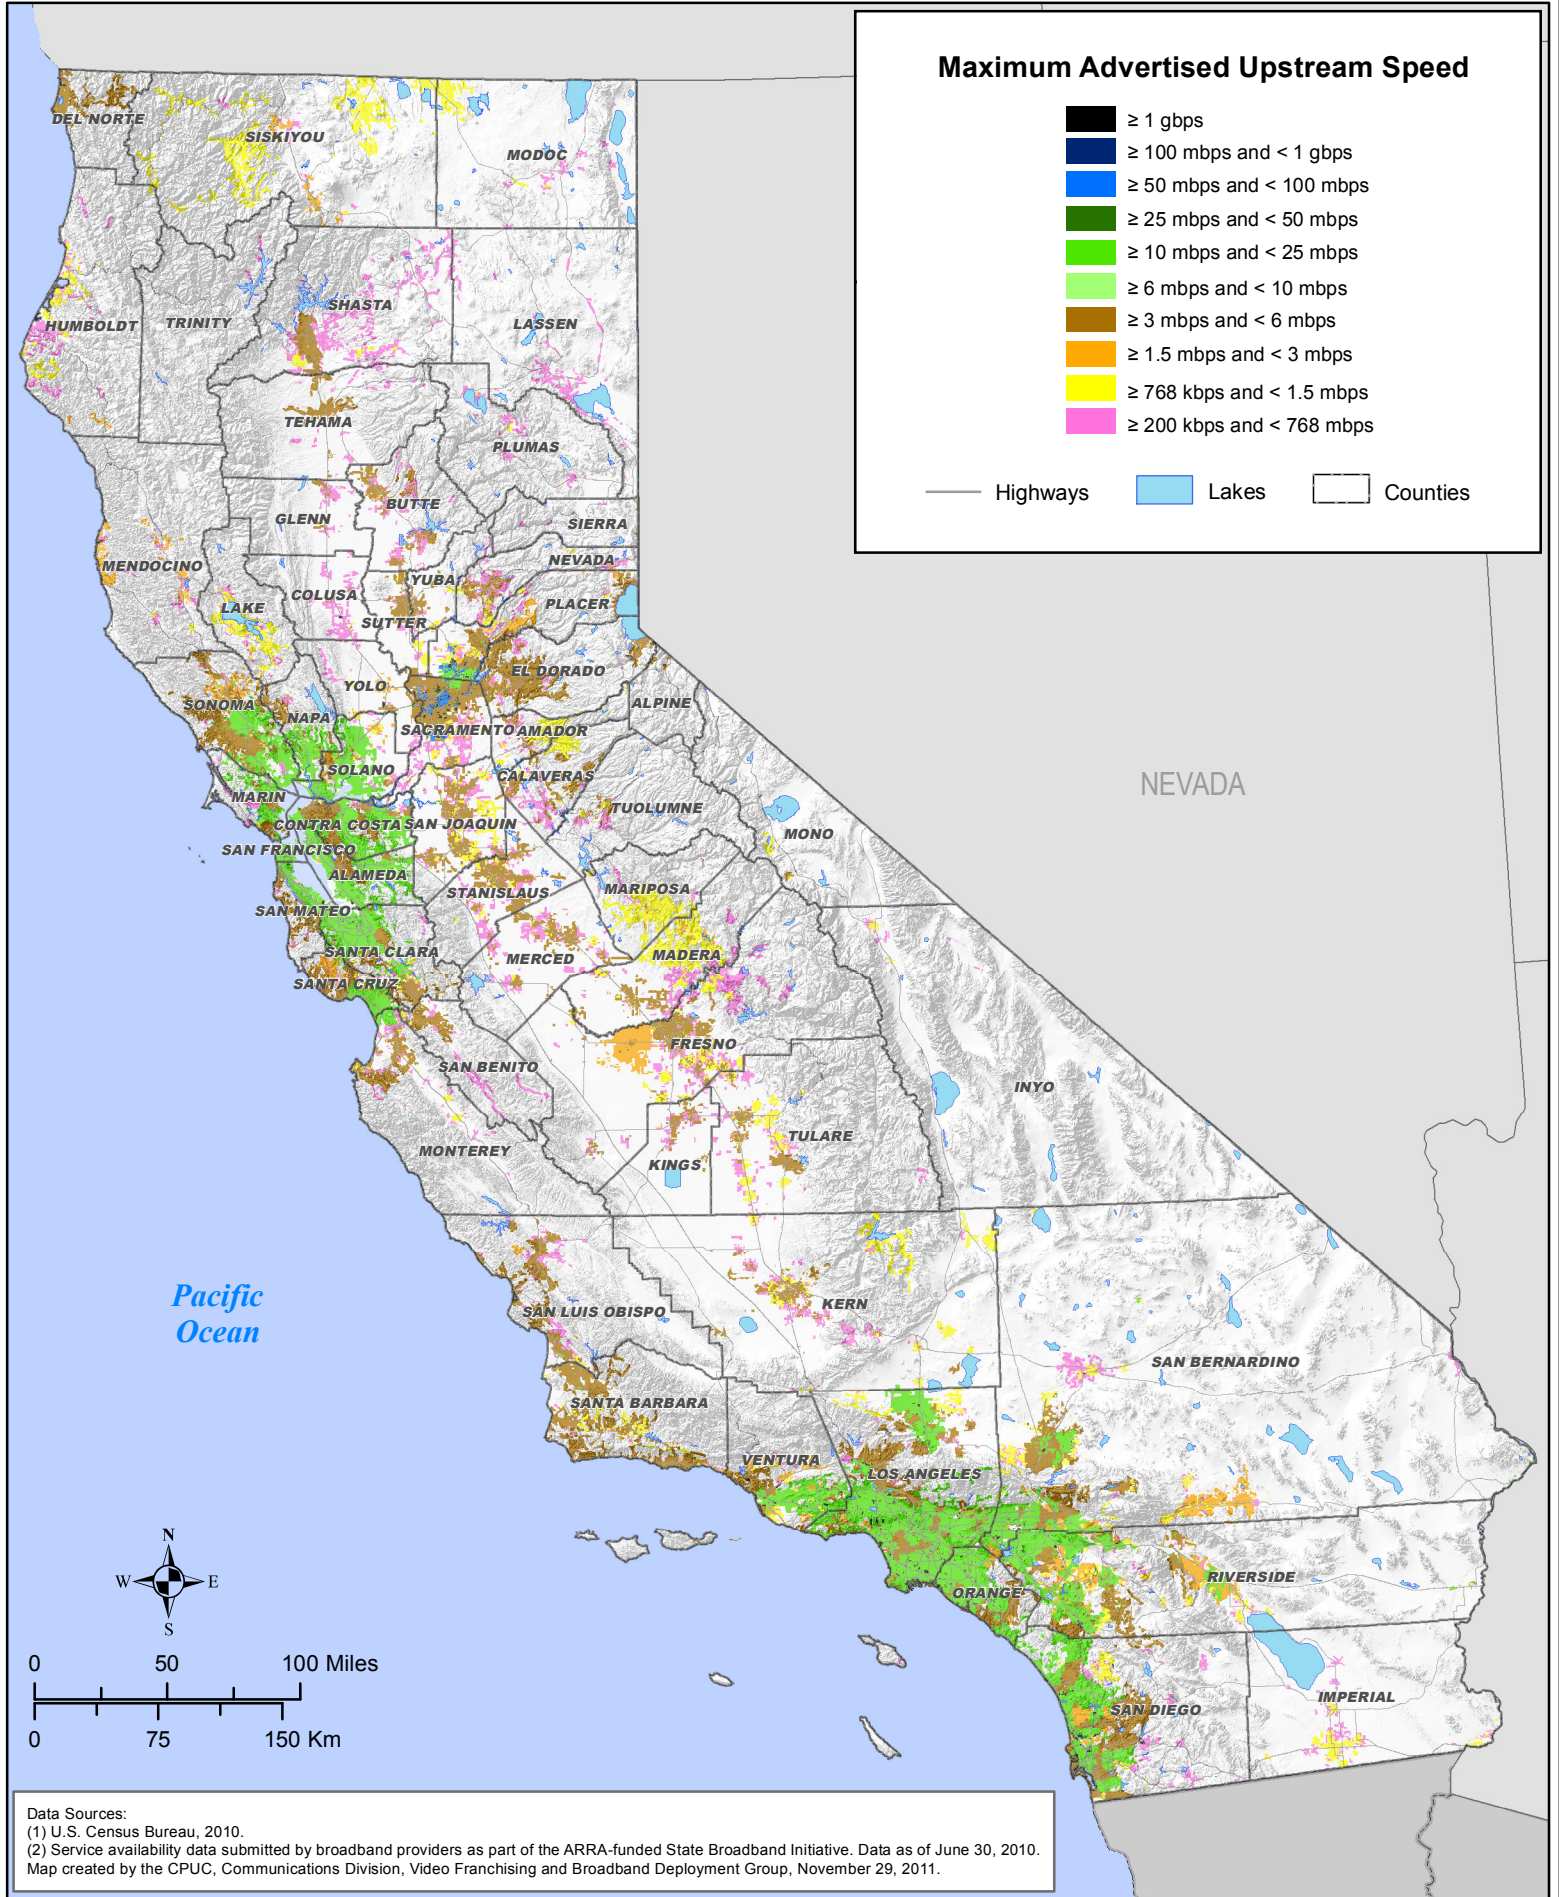 Maximum Advertised Upstream Speed
≥ 1 gbps
≥ 100 mbps and < 1 gbps
≥ 50 mbps and < 100 mbps
≥ 25 mbps and < 50 mbps
≥ 10 mbps and < 25 mbps
≥ 6 mbps and < 10 mbps
≥ 3 mbps and < 6 mbps
≥ 1.5 mbps and < 3 mbps
≥ 768 kbps and < 1.5 mbps
≥ 200 kbps and < 768 mbps
Highways
Lakes
Counties
DEL NORTE
SISKIYOU
MODOC
HUMBOLDT
TRINITY
SHASTA
LASSEN
TEHAMA
PLUMAS
BUTTE
GLENN
SIERRA
MENDOCINO
NEVADA
YUBA
COLUSA
LAKE
PLACER
SUTTER
EL DORADO
YOLO
SONOMA
NAPA
ALPINE
SACRAMENTO
AMADOR
SOLANO
CALAVERAS
MARIN
TUOLUMNE
CONTRA COSTA
SAN JOAQUIN
MONO
SAN FRANCISCO
ALAMEDA
STANISLAUS
MARIPOSA
SAN MATEO
SANTA CLARA
MERCED
MADERA
SANTA CRUZ
FRESNO
SAN BENITO
INYO
TULARE
MONTEREY
KINGS
KERN
SAN LUIS OBISPO
SAN BERNARDINO
SANTA BARBARA
VENTURA
LOS ANGELES
RIVERSIDE
ORANGE
IMPERIAL
SAN DIEGO
NEVADA
Pacific
Ocean
N
W
E
S
0
50
100 Miles
0
75
150 Km
Data Sources:
(1) U.S. Census Bureau, 2010.
(2) Service availability data submitted by broadband providers as part of the ARRA-funded State Broadband Initiative. Data as of June 30, 2010.
Map created by the CPUC, Communications Division, Video Franchising and Broadband Deployment Group, November 29, 2011.